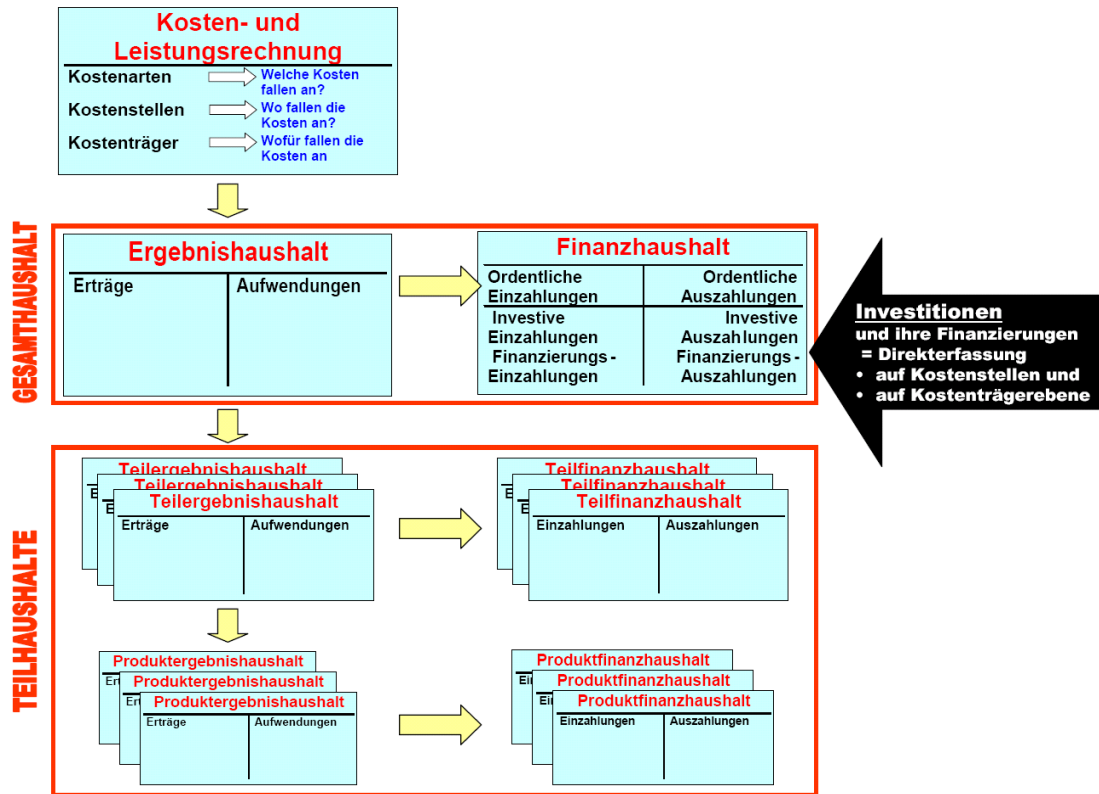 Kosten- und
Leistungsrechnung
Kostenarten
Welche Kosten
fallen an?
Kostenstellen
Wo fallen die
Kosten an?
Kostenträger
Wofür fallen die
Kosten an
GESAMTHAUSHALT
Ergebnishaushalt
Erträge
Aufwendungen
Finanzhaushalt
Ordentliche
Einzahlungen
Ordentliche
Auszahlungen
Investive
Einzahlungen
Finanzierungs-
Einzahlungen
Investive
Auszahlungen
Finanzierungs-
Auszahlungen
Investitionen
und ihre Finanzierungen
= Direkterfassung
• auf Kostenstellen und
• auf Kostenträgerebene
TEILHAUSHALTE
Teilergebnishaushalt
Teilergebnishaushalt
Teilergebnishaushalt
Erträge
Aufwendungen
Teilfinanzhaushalt
Teilfinanzhaushalt
Teilfinanzhaushalt
Einzahlungen
Auszahlungen
Produktergebnishaushalt
Produktergebnishaushalt
Produktergebnishaushalt
Erträge
Aufwendungen
Produktfinanzhaushalt
Produktfinanzhaushalt
Produktfinanzhaushalt
Einzahlungen
Auszahlungen